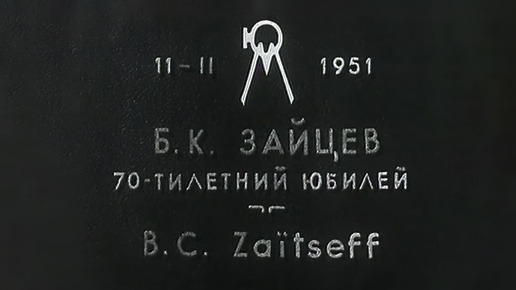 11-II 1951
Б. К. ЗАЙЦЕВ
70-ТИЛЕТНИЙ ЮБИЛЕЙ
B.C. Zaïtseff